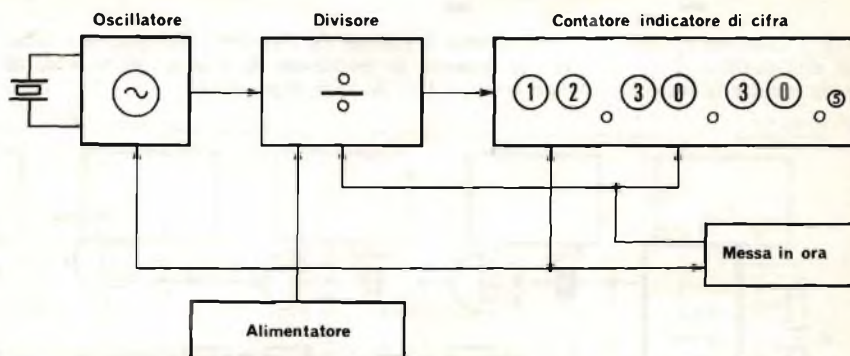 Oscillatore
Divisore
Contatore indicatore di cifra
12.30.30.5
Messa in ora
Alimentatore